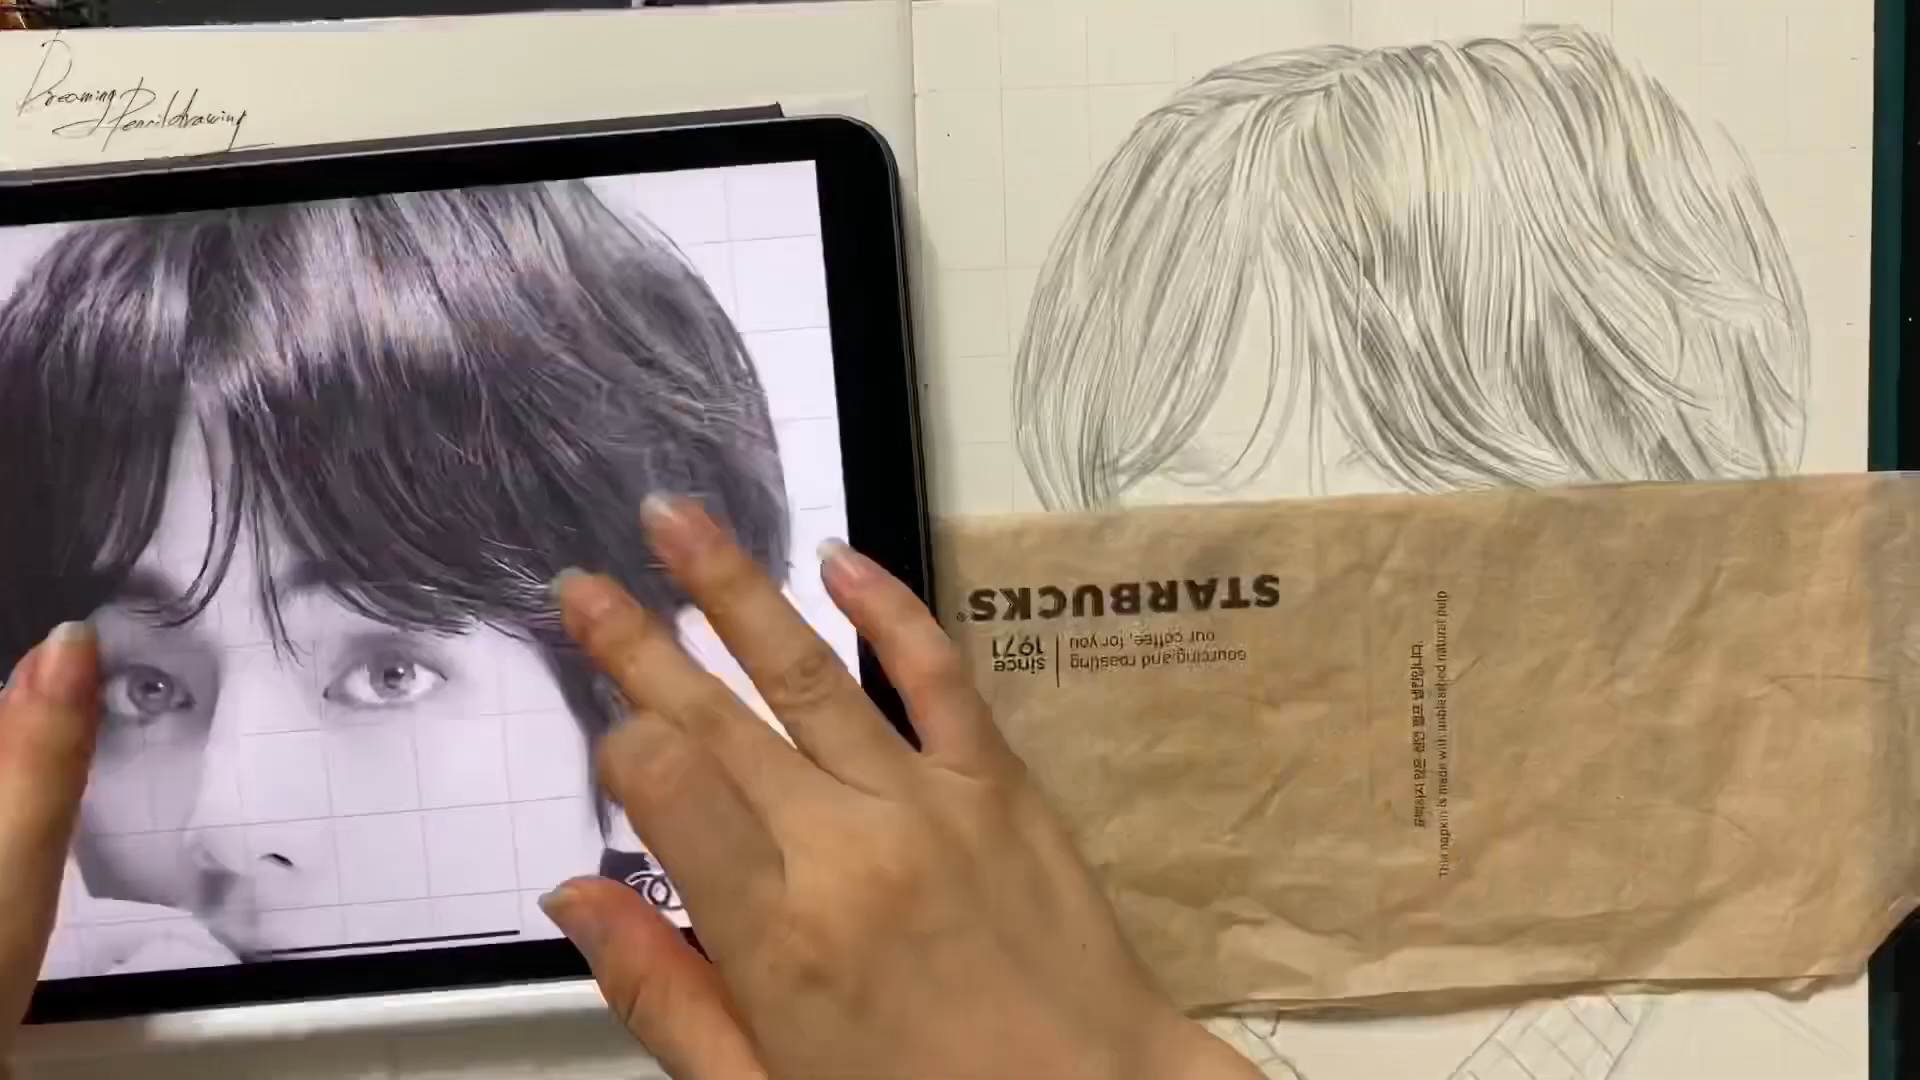 Dreaming
Pencildrawing
STARBUCKS®
since
1971
sourcing and roasting
our coffee, for you
This napkin is made with unbleached natural pulp